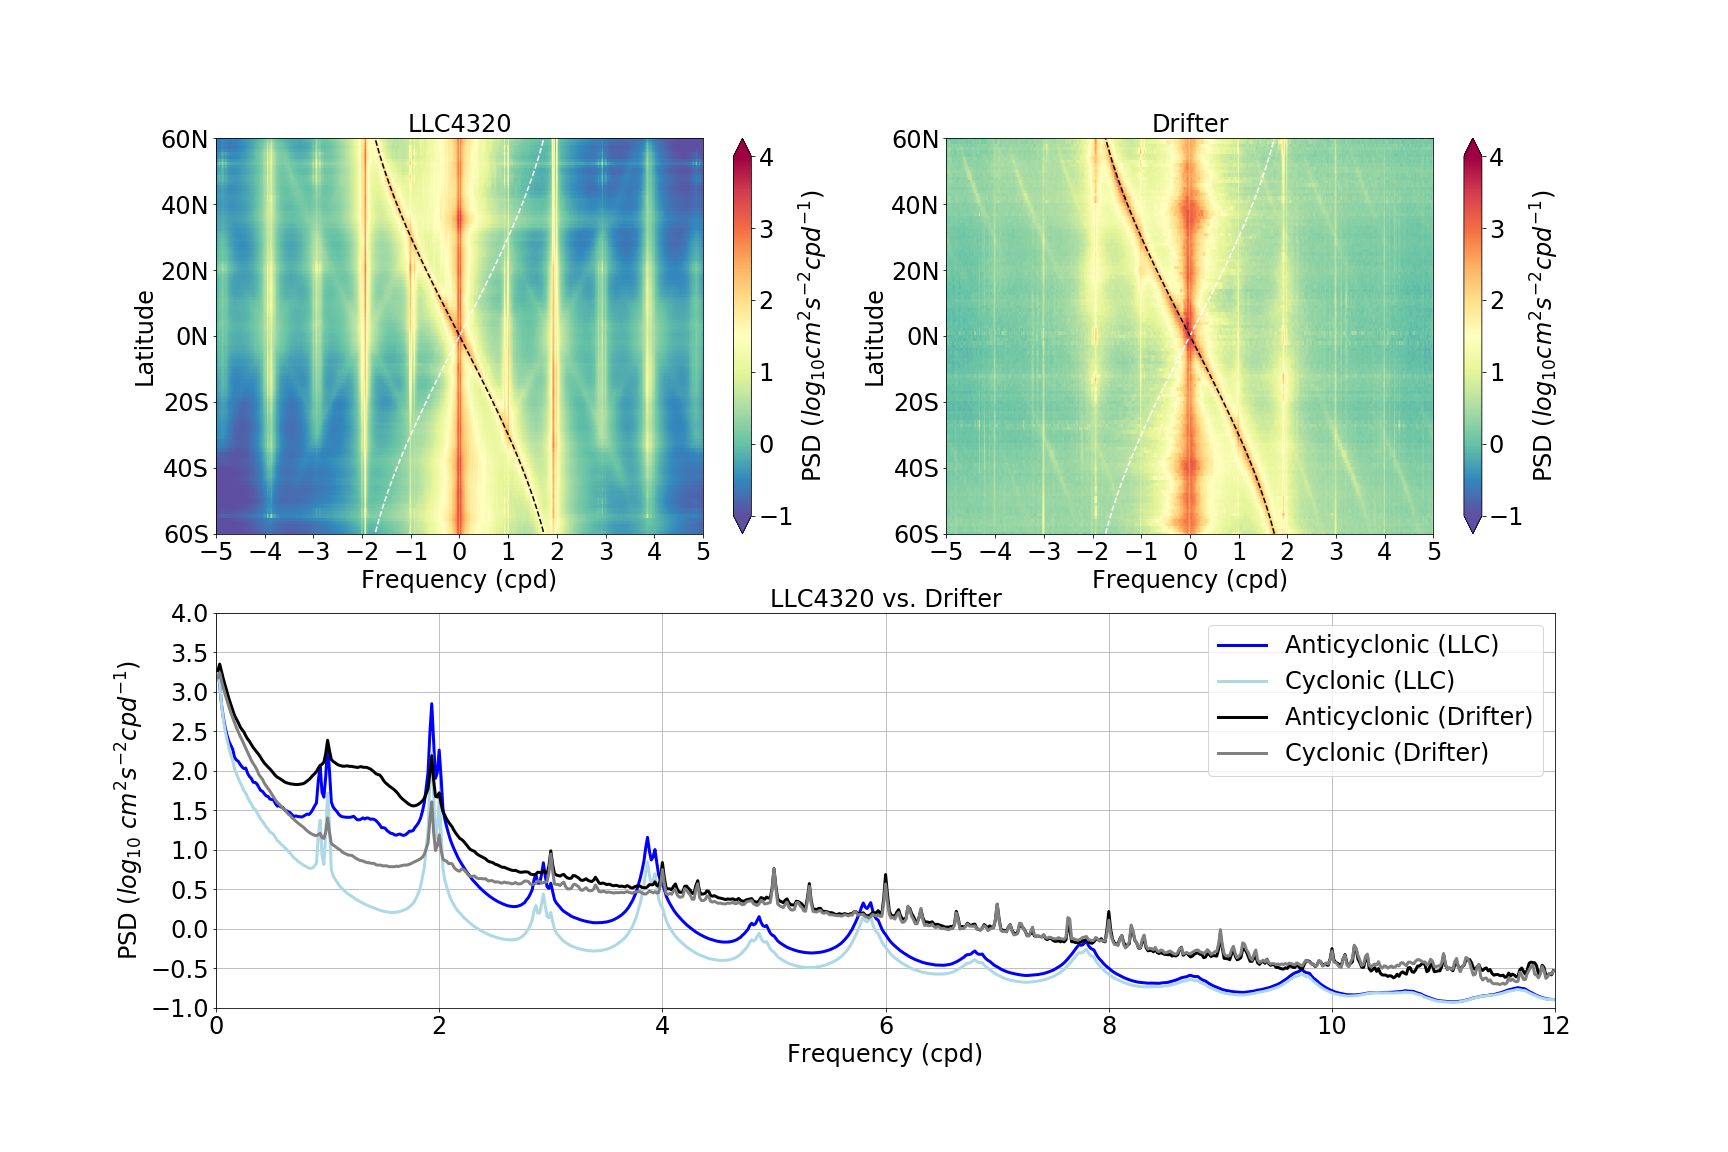 LLC4320
60N
40N
20N
0N
20S
40S
60S
Latitude
−5 −4 −3 −2 −1 0 1 2 3 4 5
Frequency (cpd)
4
3
2
1
0
−1
PSD (log10cm2s−2cpd−1)
Drifter
60N
40N
20N
0N
20S
40S
60S
Latitude
−5 −4 −3 −2 −1 0 1 2 3 4 5
Frequency (cpd)
4
3
2
1
0
−1
PSD (log10cm2s−2cpd−1)
LLC4320 vs. Drifter
4.0
3.5
3.0
2.5
2.0
1.5
1.0
0.5
0.0
−0.5
−1.0
PSD (log10 cm2s−2cpd−1)
Anticyclonic (LLC)
Cyclonic (LLC)
Anticyclonic (Drifter)
Cyclonic (Drifter)
0 2 4 6 8 10 12
Frequency (cpd)